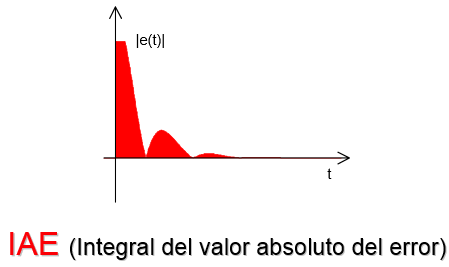 |e(t)|
t
IAE (Integral del valor absoluto del error)